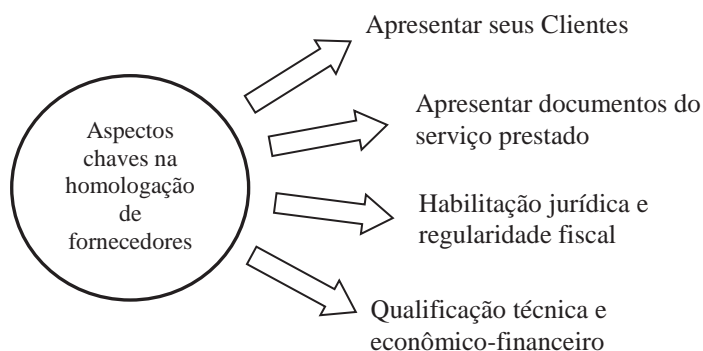 Apresentar seus Clientes
Apresentar documentos do
serviço prestado
Aspectos
chaves na
homologação
de
fornecedores
Habilitação jurídica e
regularidade fiscal
Qualificação técnica e
econômico-financeiro